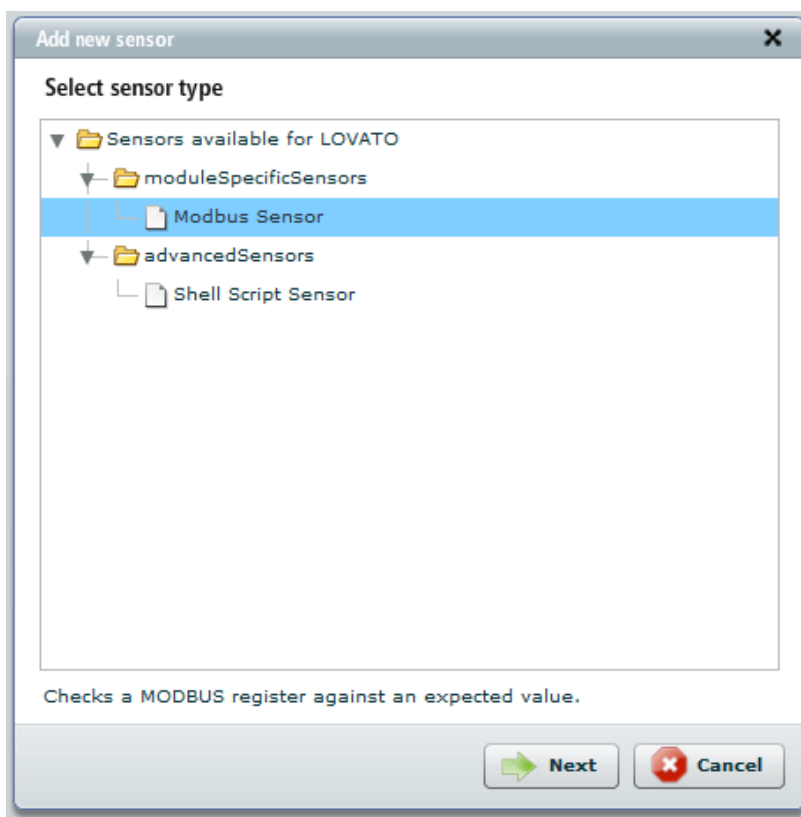 Add new sensor
Select sensor type
Sensors available for LOVATO
moduleSpecificSensors
Modbus Sensor
advancedSensors
Shell Script Sensor
Checks a MODBUS register against an expected value.
Next Cancel